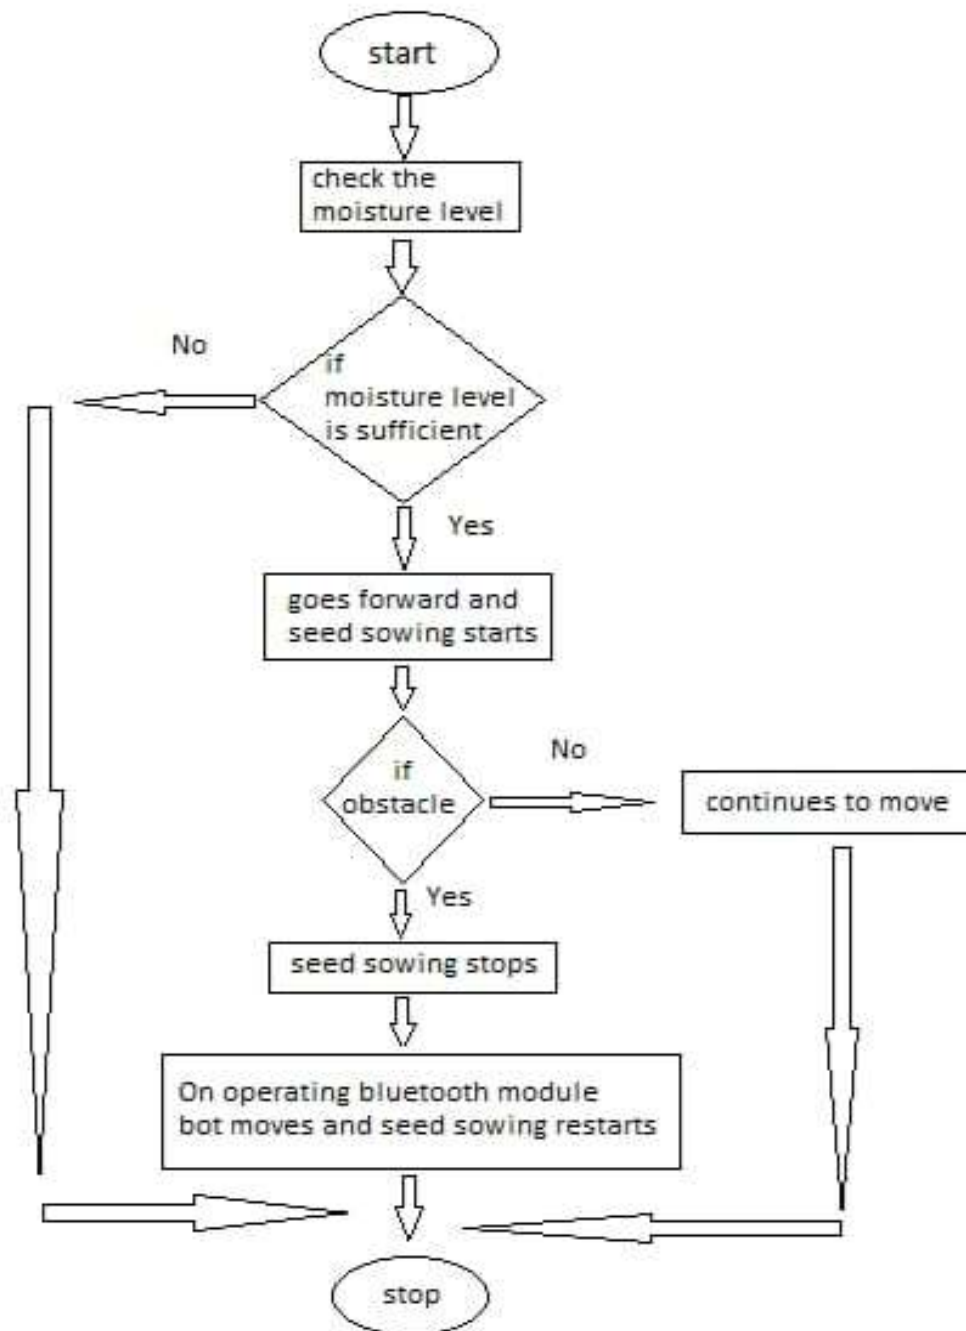 start
check the
moisture level
No
if
moisture level
is sufficient
Yes
goes forward and
seed sowing starts
No
if
obstacle
continues to move
Yes
seed sowing stops
On operating bluetooth module
bot moves and seed sowing restarts
stop